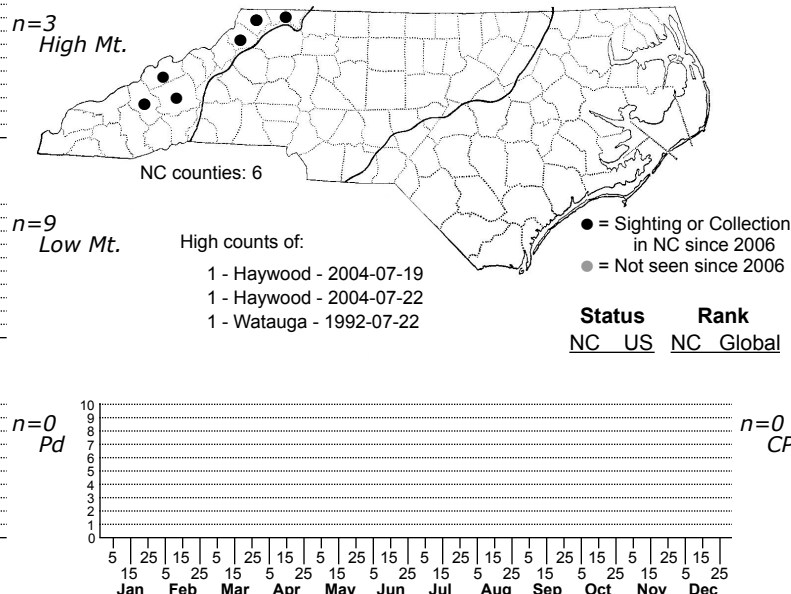 n=3
High Mt.
NC counties: 6
n=9
Low Mt.
High counts of:
1 - Haywood - 2004-07-19
1 - Haywood - 2004-07-22
1 - Watauga - 1992-07-22
= Sighting or Collection
in NC since 2006
= Not seen since 2006
Status Rank
NC US NC Global
n=0
Pd
10
9
8
7
6
5
4
3
2
1
0
n=0
CP
5 25 15 5 25 15 5 25 15 5 25 15 5 25 15 5 25 15
15 5 25 15 5 25 15 5 25 15 5 25 15 5 25 15 5 25
Jan Feb Mar Apr May Jun Jul Aug Sep Oct Nov Dec